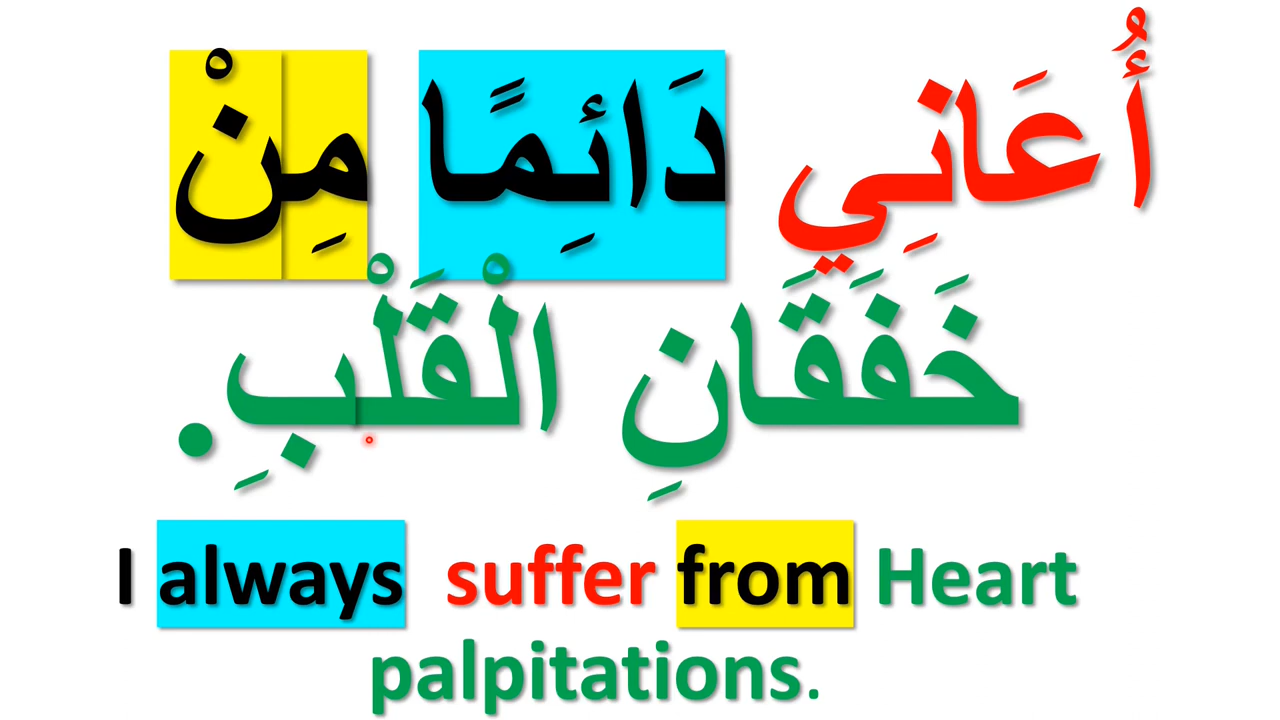 أُعَانِي دَائِمًا مِنْ
خَفَقَانِ الْقَلْبِ.
I always suffer from Heart
palpitations.